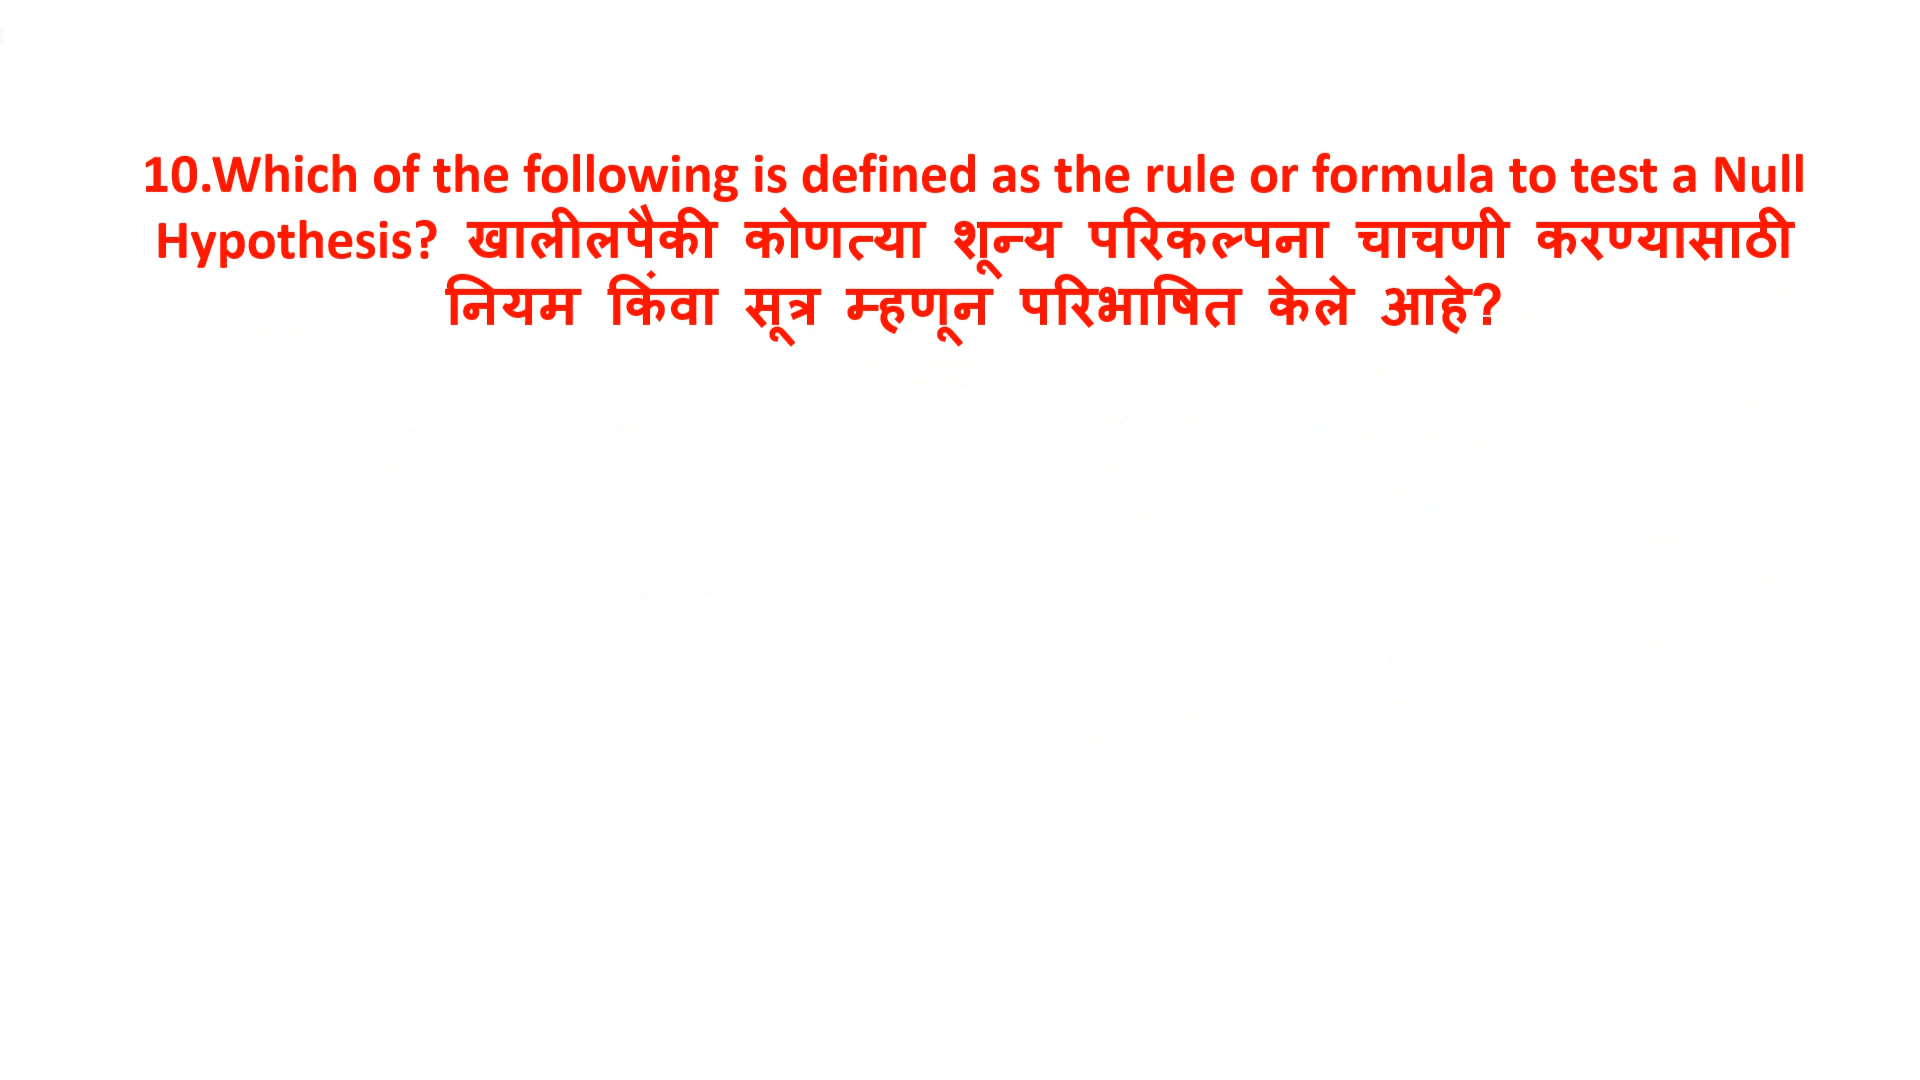 10.Which of the following is defined as the rule or formula to test a Null
Hypothesis? खालीलपैकी कोणत्या शून्य परिकल्पना चाचणी करण्यासाठी
नियम किंवा सूत्र म्हणून परिभाषित केले आहे?